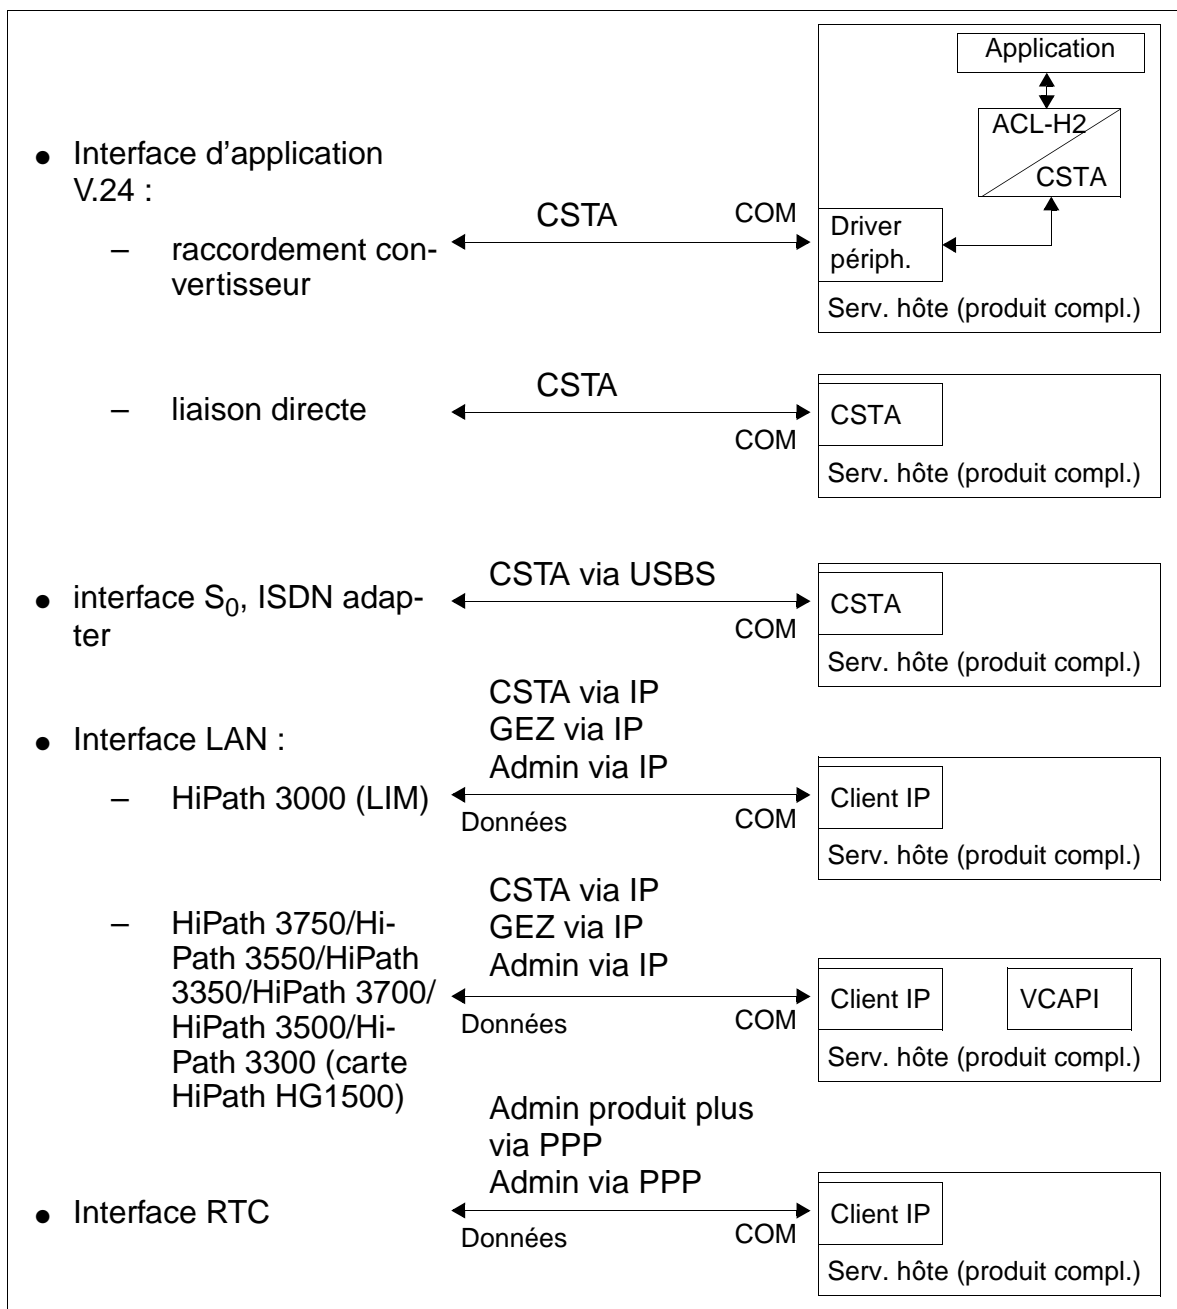 Application
ACL-H2
CSTA
● Interface d'application
V.24 :
CSTA
COM
– raccordement con-
vertisseur
Driver
périph.
Serv. hôte (produit compl.)
CSTA
– liaison directe
COM
CSTA
Serv. hôte (produit compl.)
CSTA via USBS
● interface S0, ISDN adap-
ter
COM
CSTA
Serv. hôte (produit compl.)
CSTA via IP
GEZ via IP
Admin via IP
● Interface LAN :
– HiPath 3000 (LIM)
Données
COM
Client IP
Serv. hôte (produit compl.)
CSTA via IP
GEZ via IP
Admin via IP
– HiPath 3750/Hi-
Path 3550/HiPath
3350/HiPath 3700/
HiPath 3500/Hi-
Path 3300 (carte
HiPath HG1500)
Données
COM
Client IP
VCAPI
Serv. hôte (produit compl.)
Admin produit plus
via PPP
Admin via PPP
● Interface RTC
Données
COM
Client IP
Serv. hôte (produit compl.)